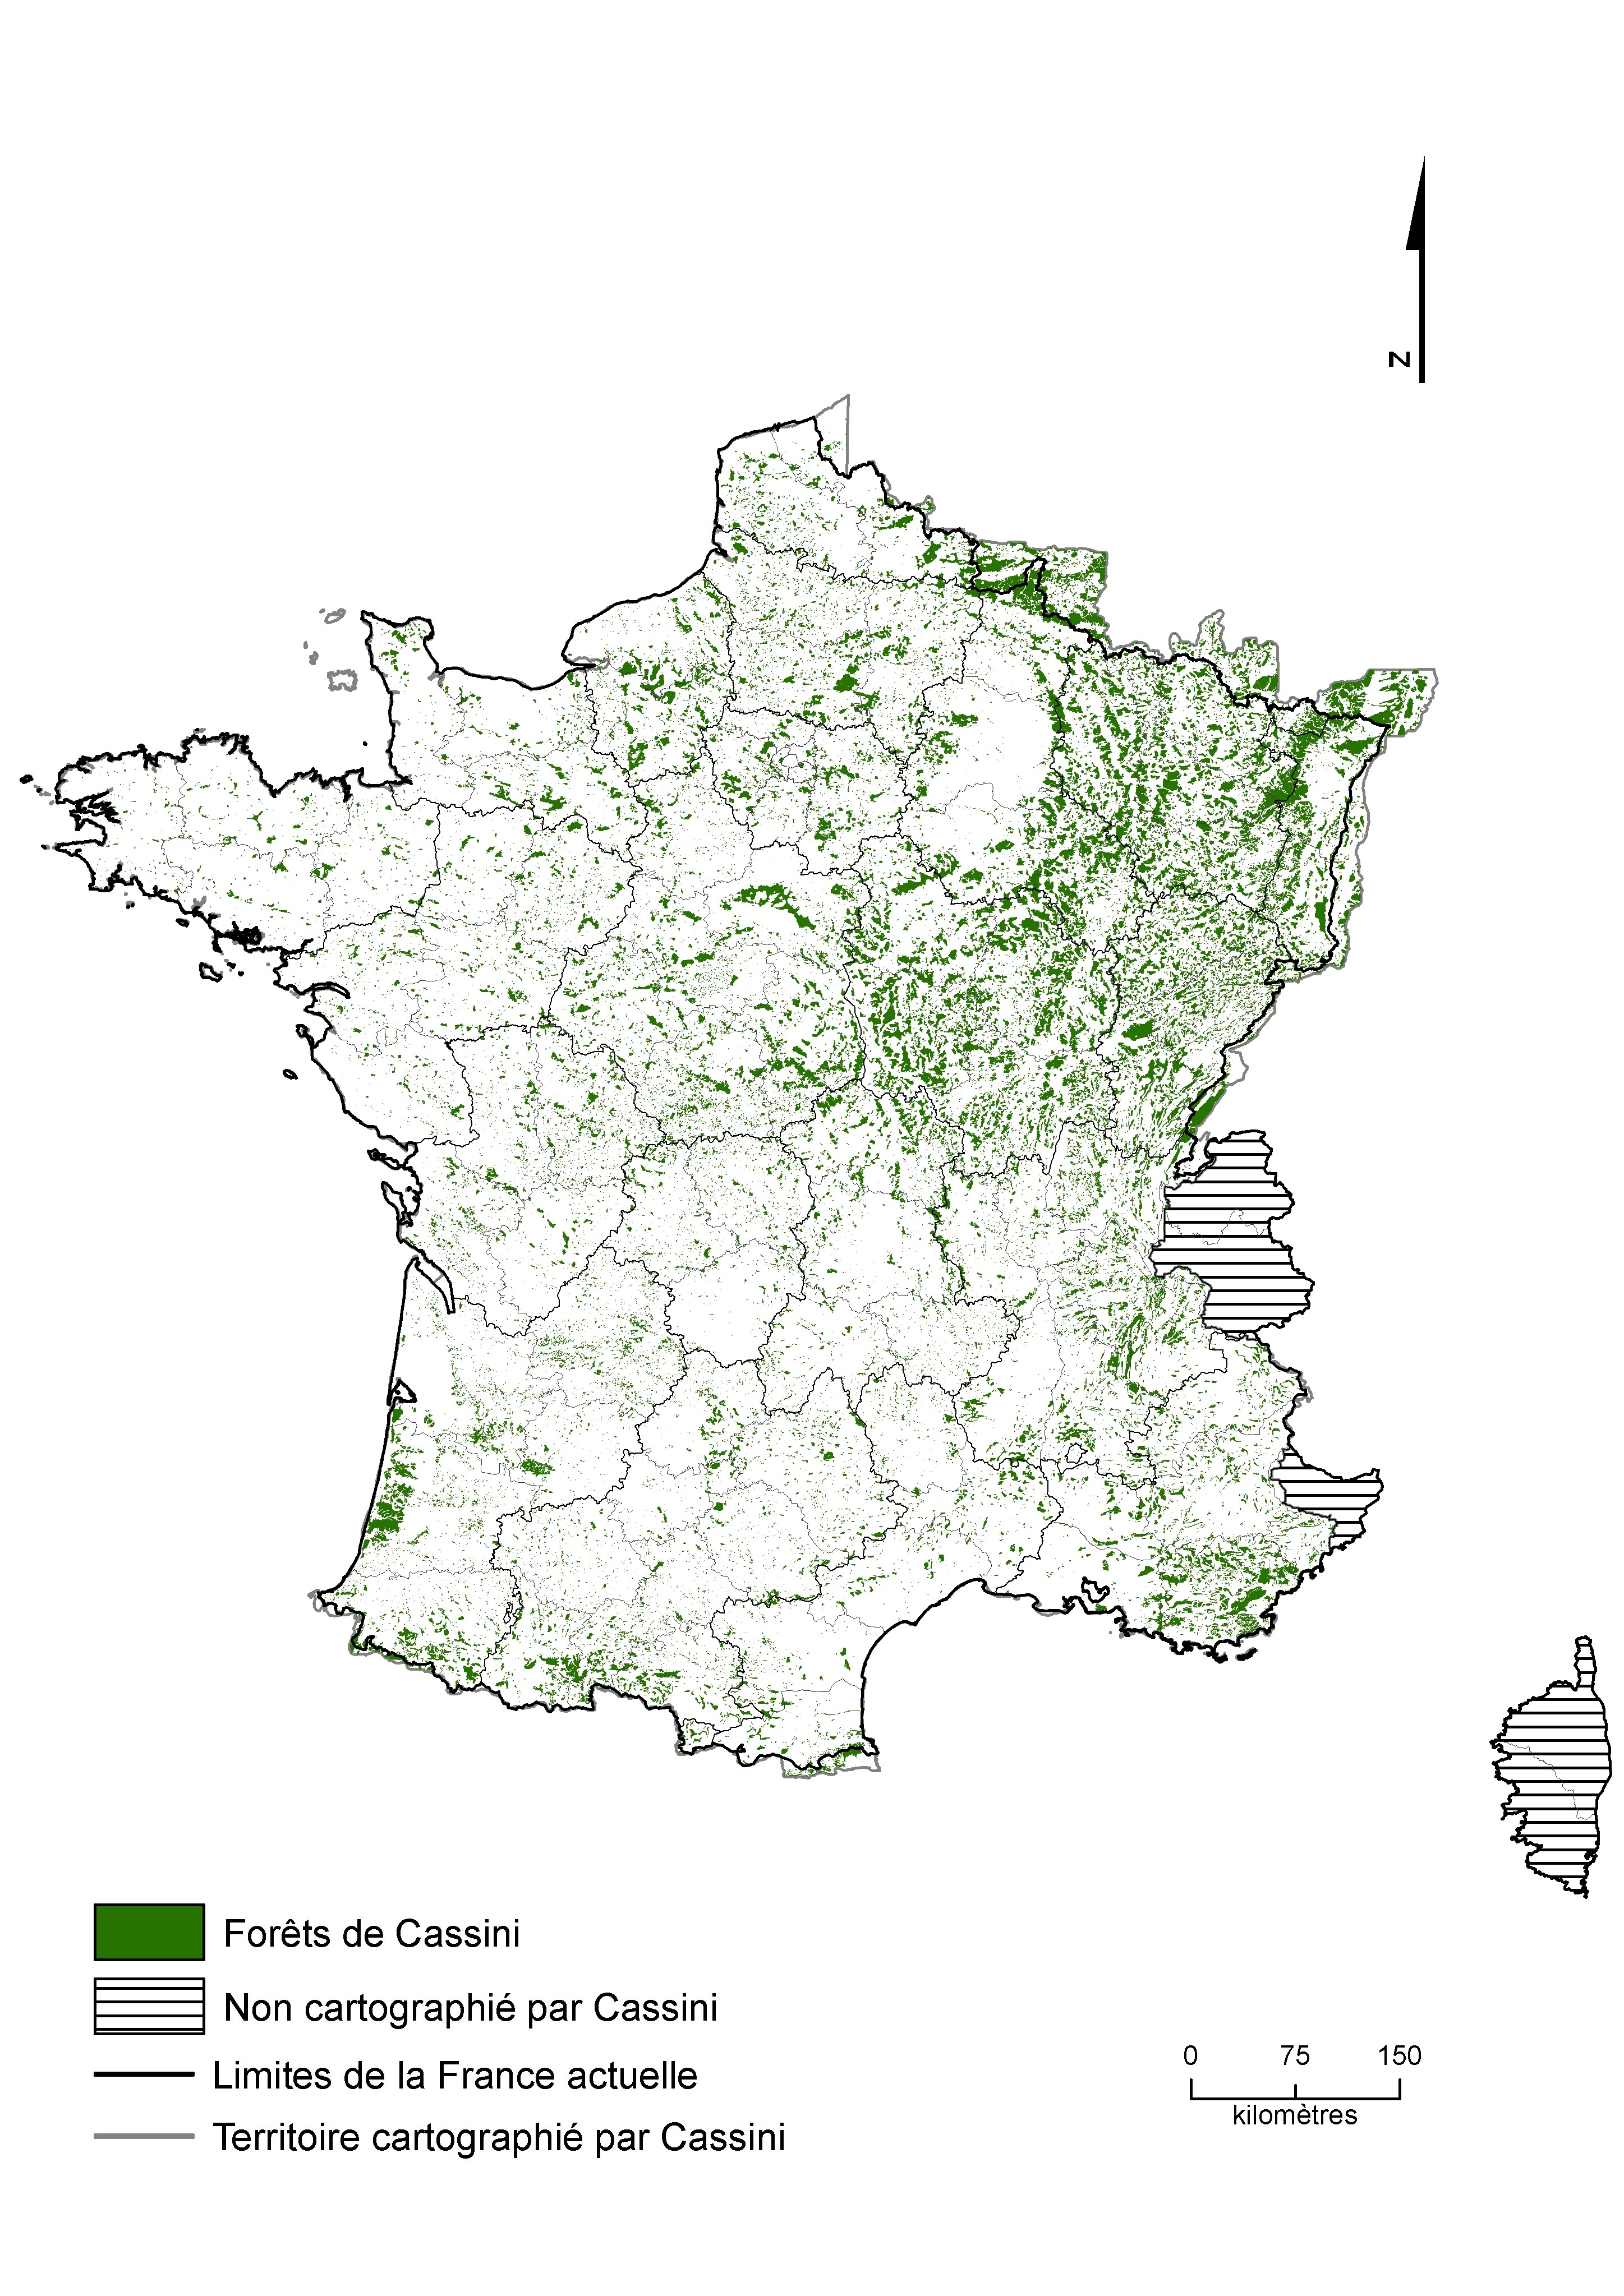 N
Forêts de Cassini
Non cartographié par Cassini
Limites de la France actuelle
Territoire cartographié par Cassini
0 75 150
kilomètres